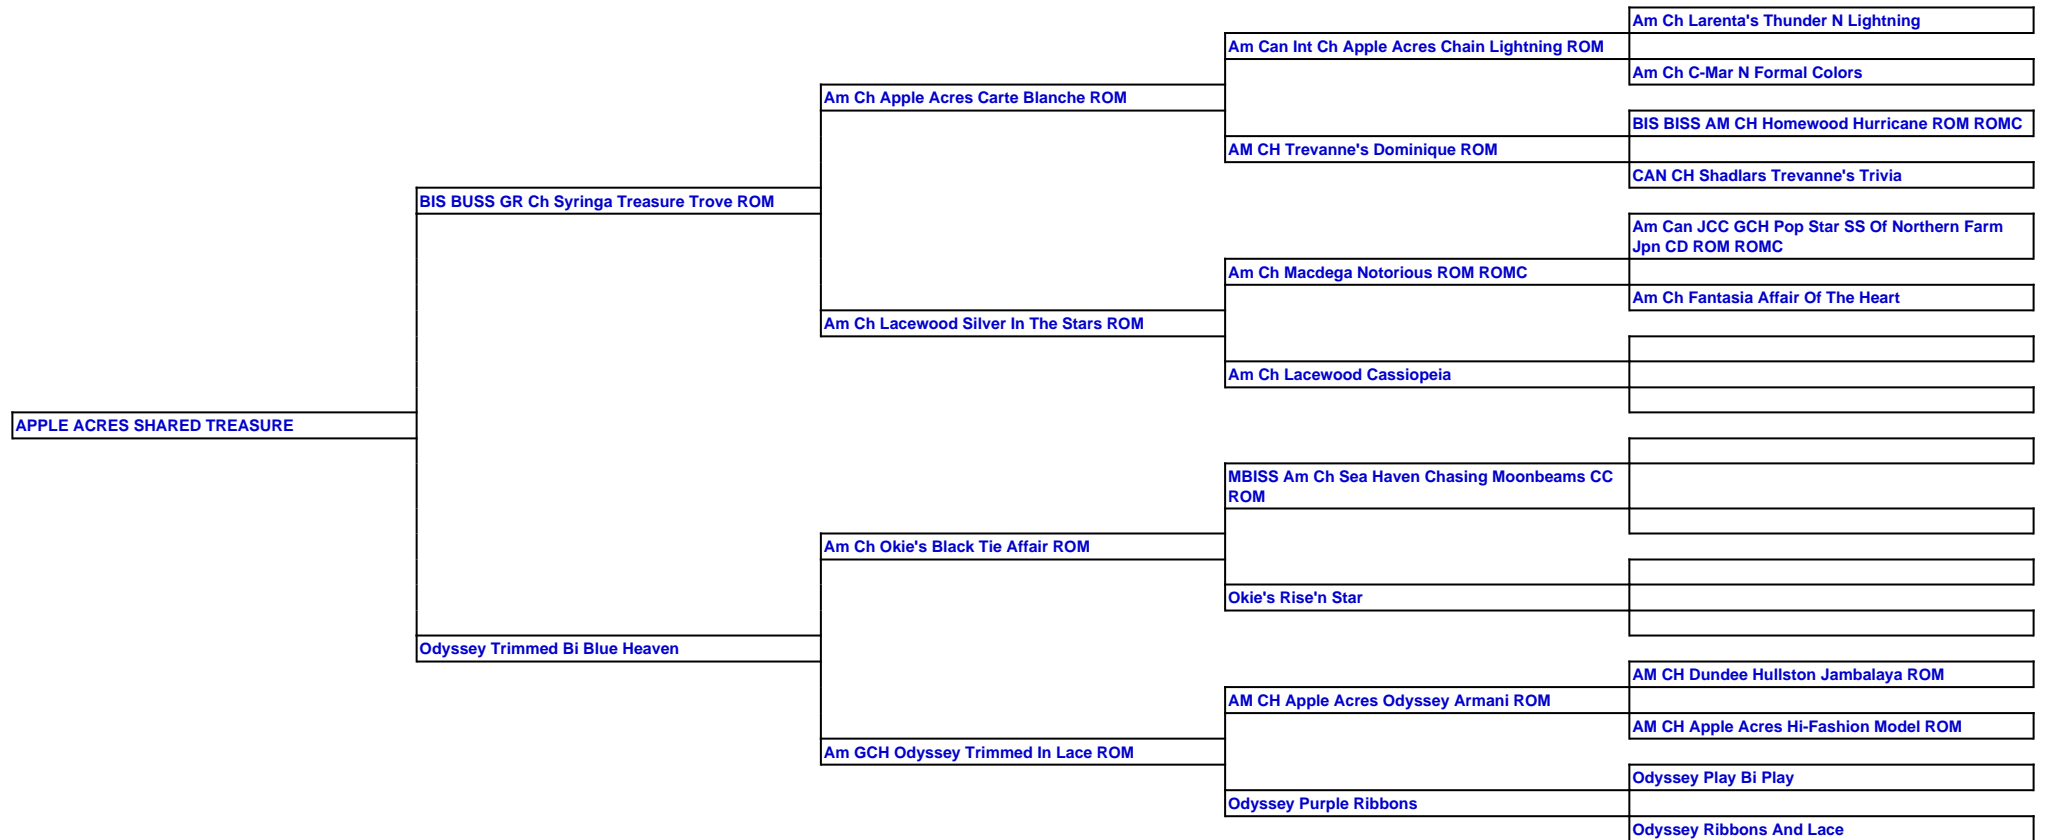 Am Ch Larenta's Thunder N Lightning
Am Can Int Ch Apple Acres Chain Lightning ROM
Am Ch C-Mar N Formal Colors
Am Ch Apple Acres Carte Blanche ROM
BIS BISS AM CH Homewood Hurricane ROM ROMC
AM CH Trevanne's Dominique ROM
CAN CH Shadlars Trevanne's Trivia
BIS BUSS GR Ch Syringa Treasure Trove ROM
Am Can JCC GCH Pop Star SS Of Northern Farm
Jpn CD ROM ROMC
Am Ch Macdega Notorious ROM ROMC
Am Ch Fantasia Affair Of The Heart
Am Ch Lacewood Silver In The Stars ROM
Am Ch Lacewood Cassiopeia
APPLE ACRES SHARED TREASURE
MBISS Am Ch Sea Haven Chasing Moonbeams CC
ROM
Am Ch Okie's Black Tie Affair ROM
Okie's Rise'n Star
Odyssey Trimmed Bi Blue Heaven
AM CH Dundee Hullston Jambalaya ROM
AM CH Apple Acres Odyssey Armani ROM
AM CH Apple Acres Hi-Fashion Model ROM
Am GCH Odyssey Trimmed In Lace ROM
Odyssey Play Bi Play
Odyssey Purple Ribbons
Odyssey Ribbons And Lace